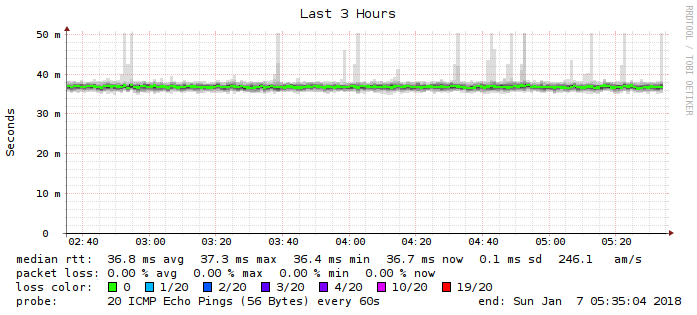 Last 3 Hours
RRDTOOL / TOBI OETIKER
Seconds
50 m
40 m
30 m
20 m
10 m
0
02:40 03:00 03:20 03:40 04:00 04:20 04:40 05:00 05:20
median rtt: 36.8 ms avg 37.3 ms max 36.4 ms min 36.7 ms now 0.1 ms sd 246.1 am/s
packet loss: 0.00 % avg 0.00 % max 0.00 % min 0.00 % now
loss color: 0 1/20 2/20 3/20 4/20 10/20 19/20
probe: 20 ICMP Echo Pings (56 Bytes) every 60s end: Sun Jan 7 05:35:04 2018